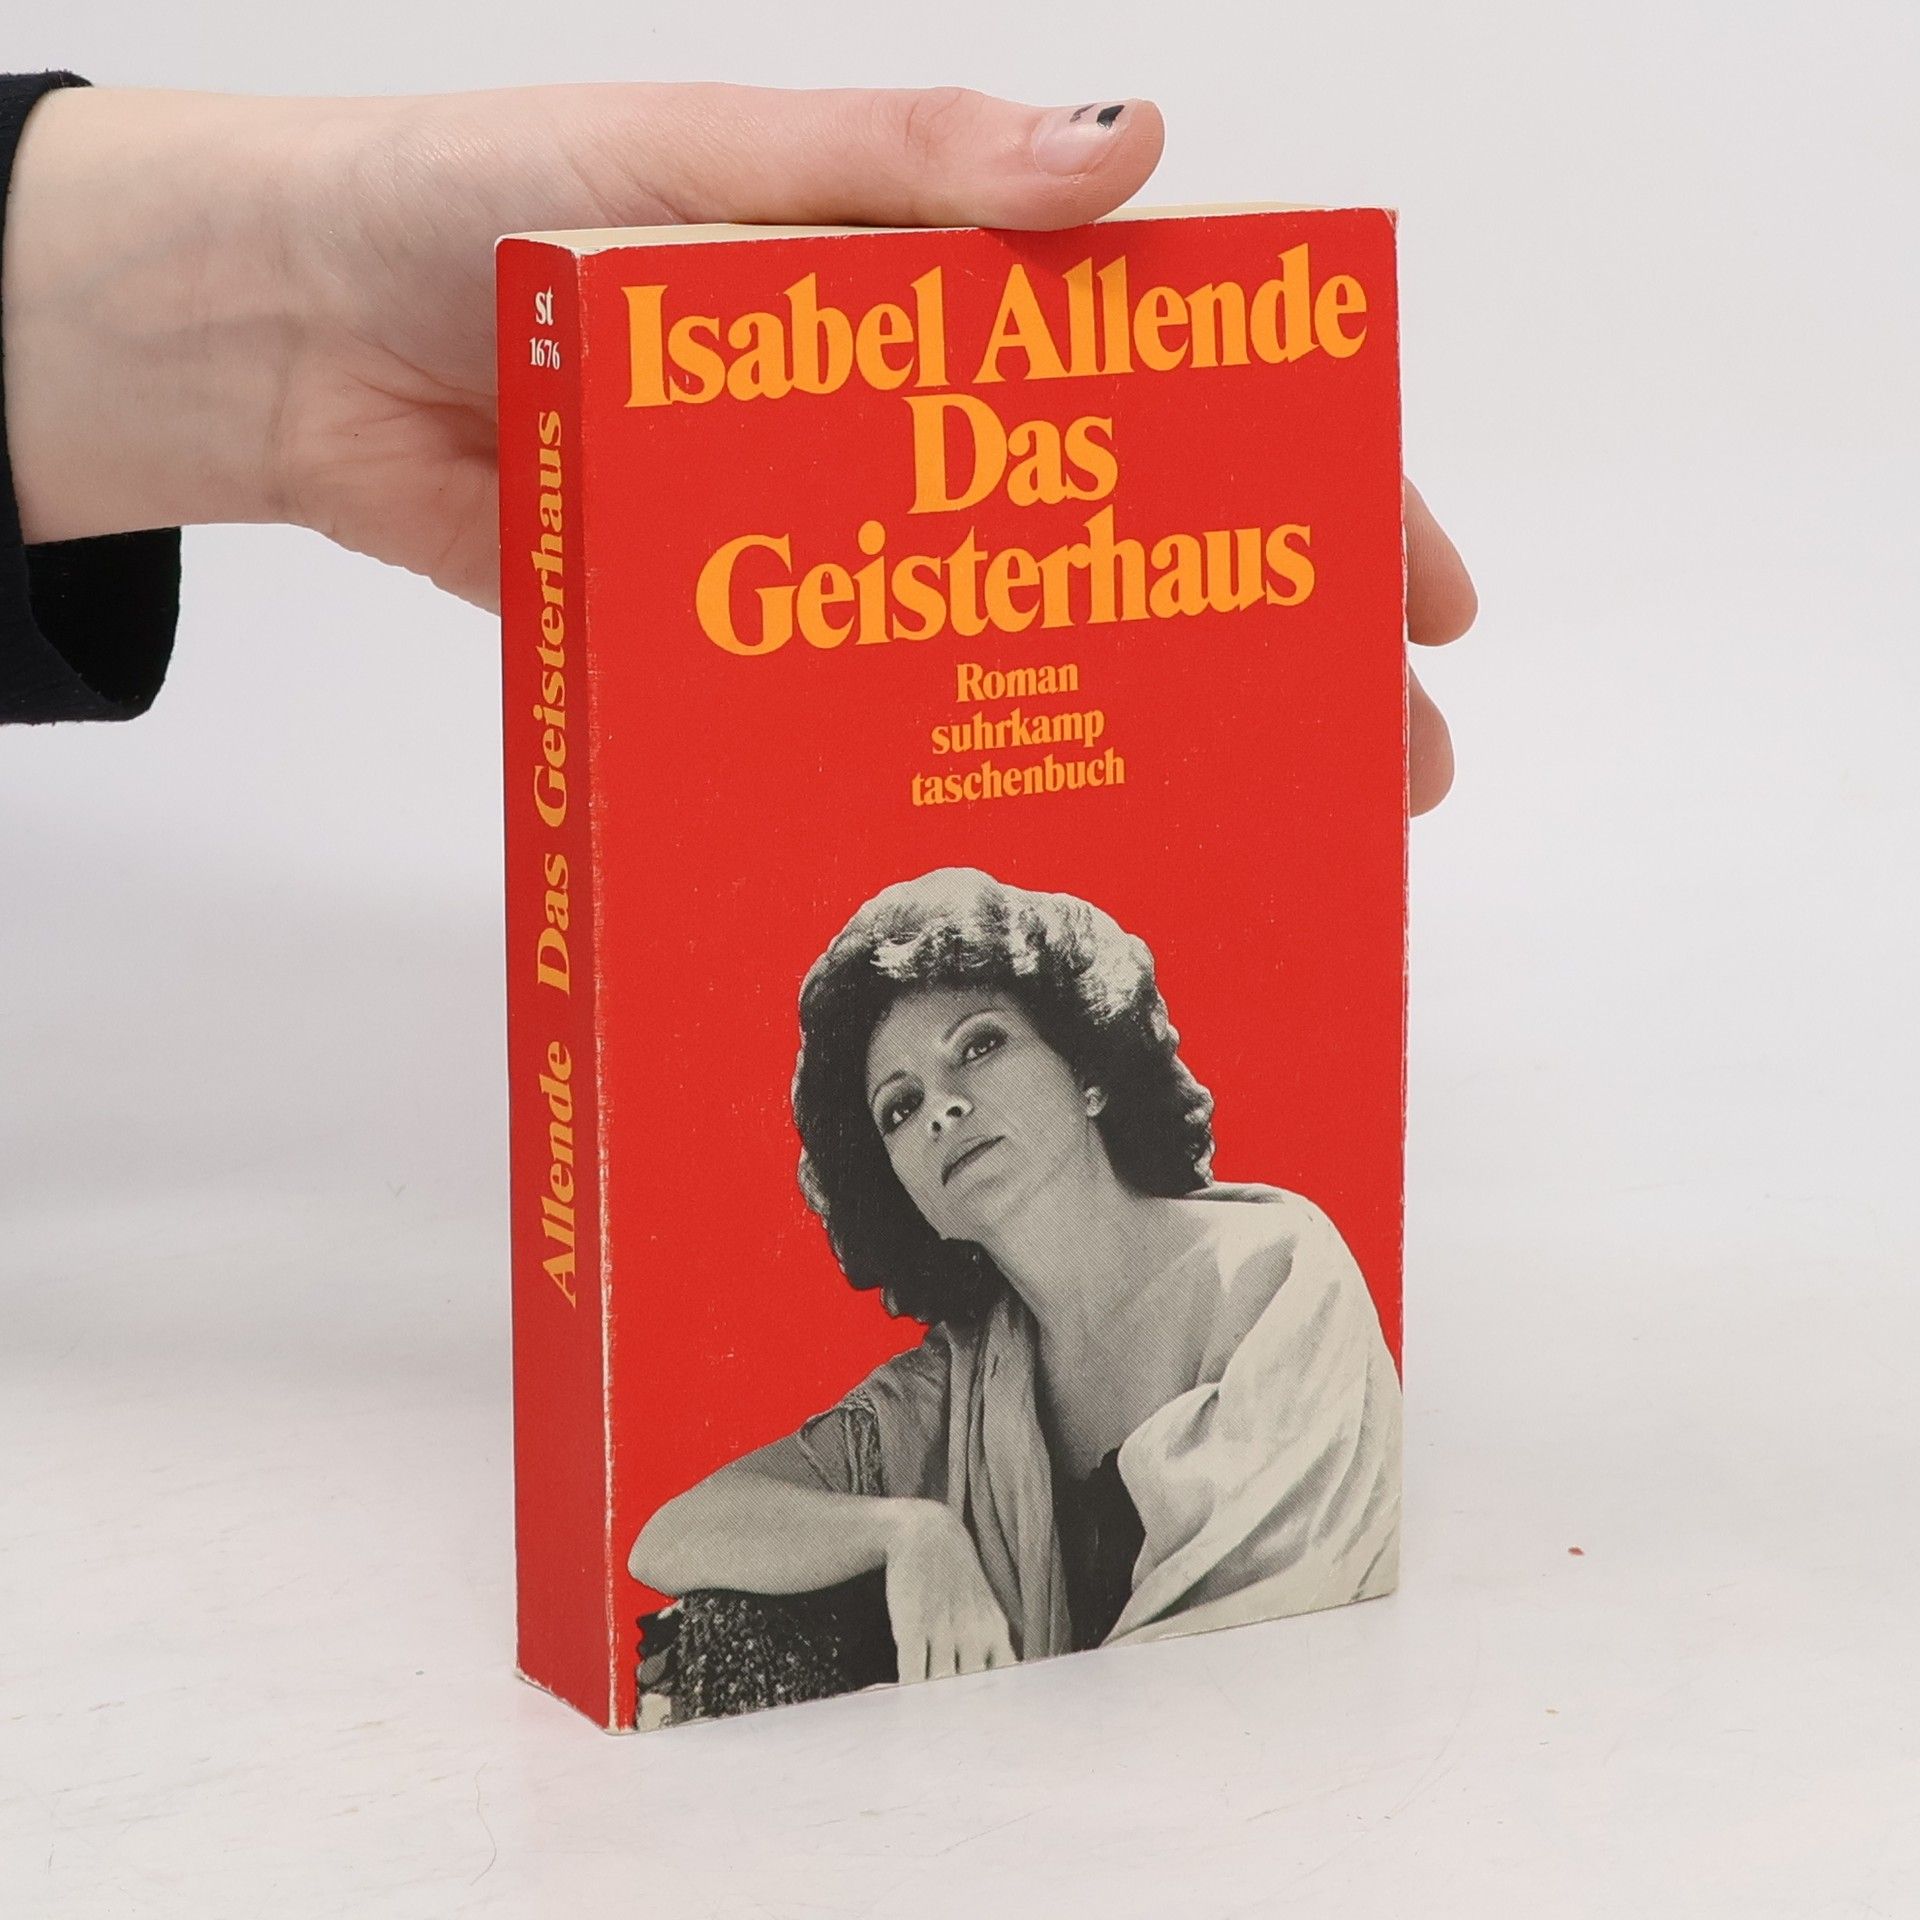 st
1676
Allende Das Geisterhaus
Isabel Allende
Das
Geisterhaus
Roman
suhrkamp
taschenbuch